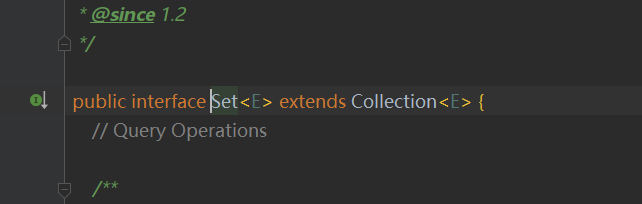 * @since 1.2
*/
public interface Set<E> extends Collection<E> {
// Query Operations
/**